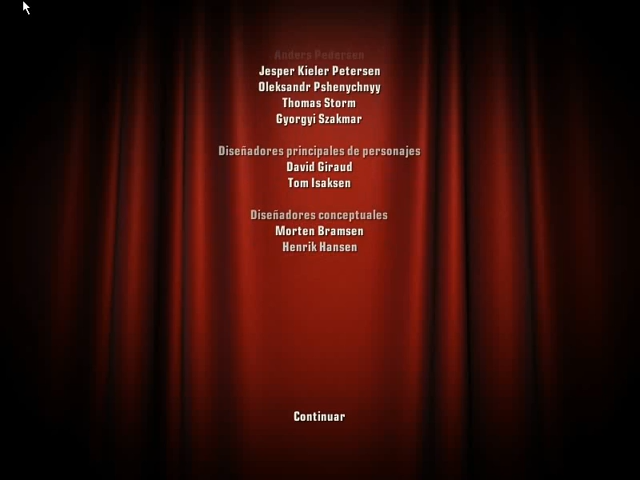 Anders Pedersen
Jesper Kieler Petersen
Oleksandr Pshenychnyy
Thomas Storm
Gyorgyi Szakmar
Diseñadores principales de personajes
David Giraud
Tom Isaksen
Diseñadores conceptuales
Morten Bramsen
Henrik Hansen
Continuar